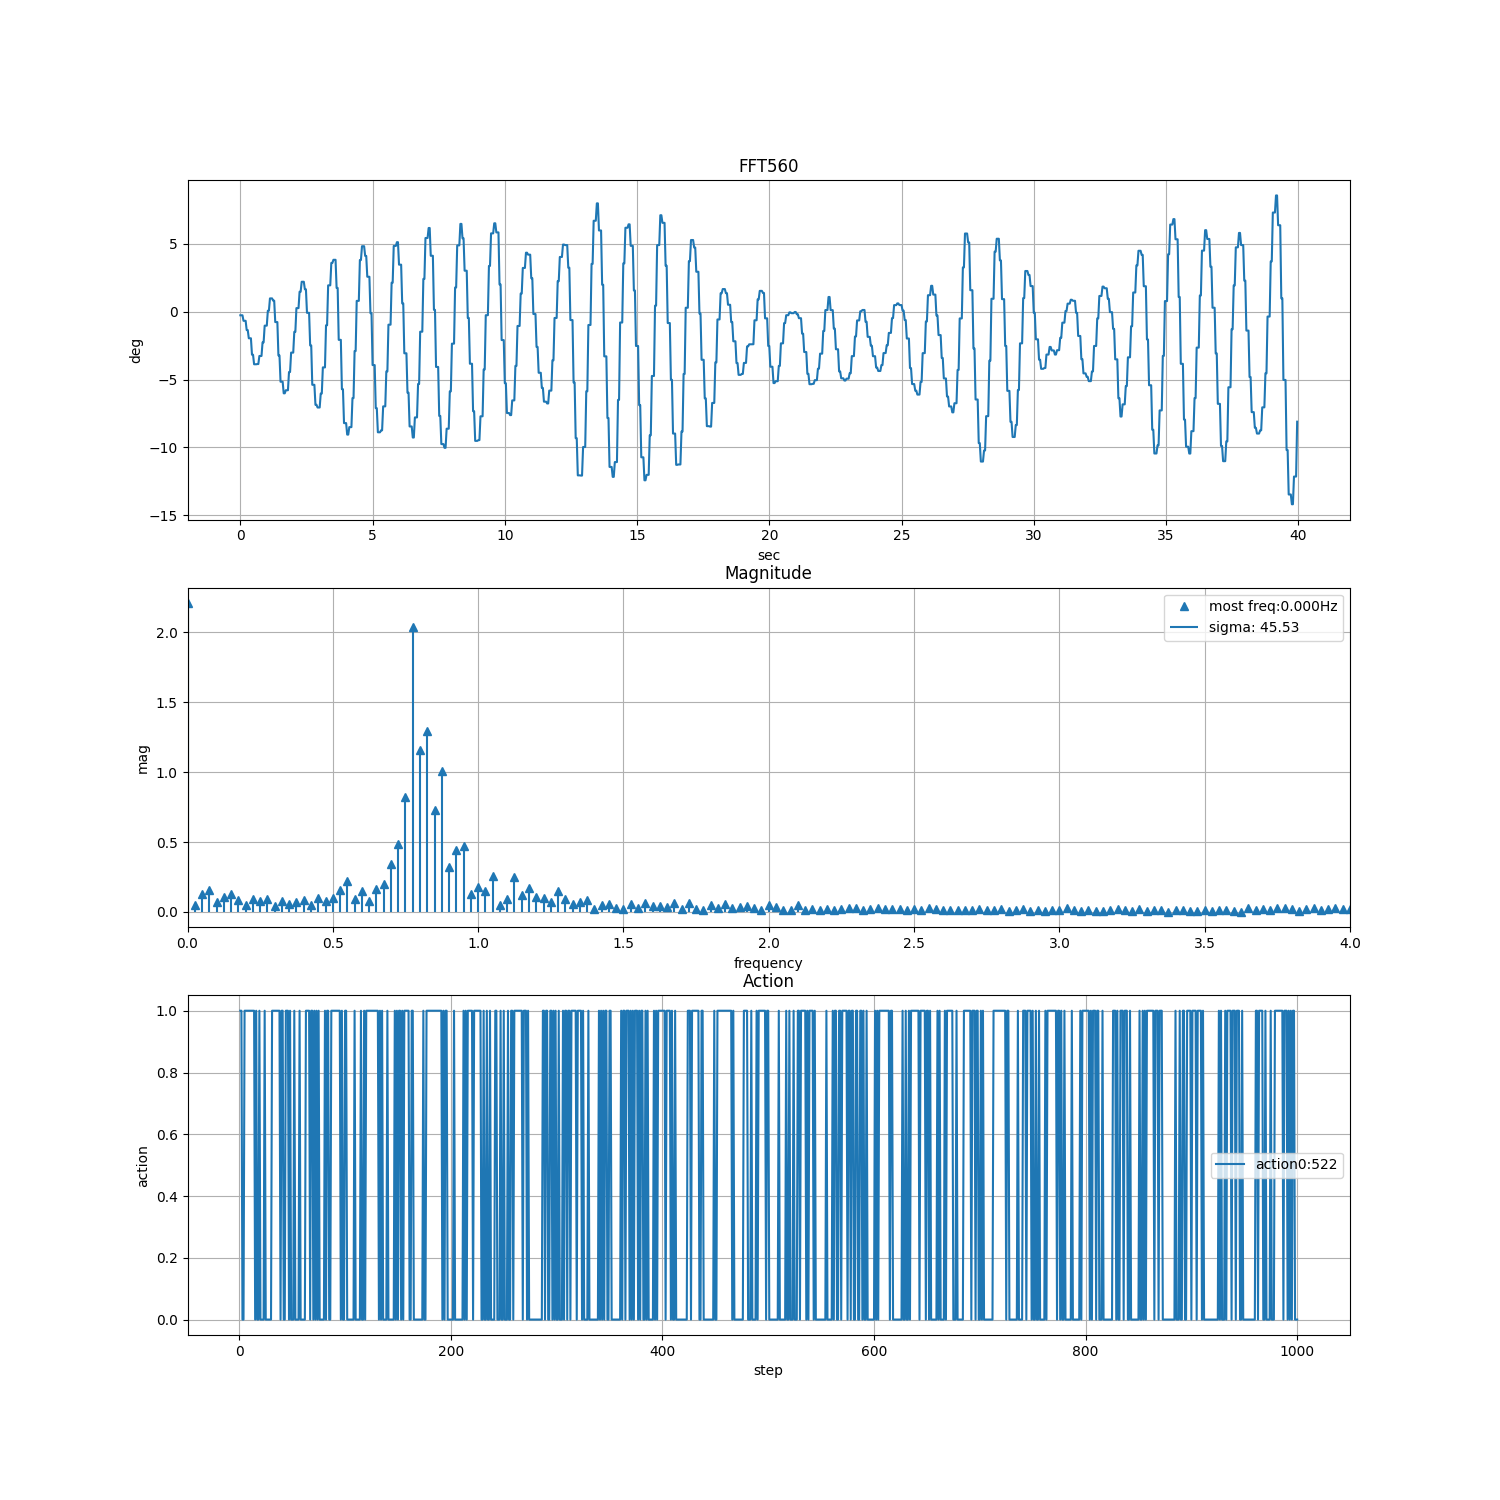 FFT560
deg
5
0
−5
−10
−15
0 5 10 15 20 25 30 35 40
sec
Magnitude
mag
2.0
1.5
1.0
0.5
0.0
most freq:0.000Hz
sigma: 45.53
0.0 0.5 1.0 1.5 2.0 2.5 3.0 3.5 4.0
frequency
Action
action
1.0
0.8
0.6
0.4
0.2
0.0
action0:522
0 200 400 600 800 1000
step